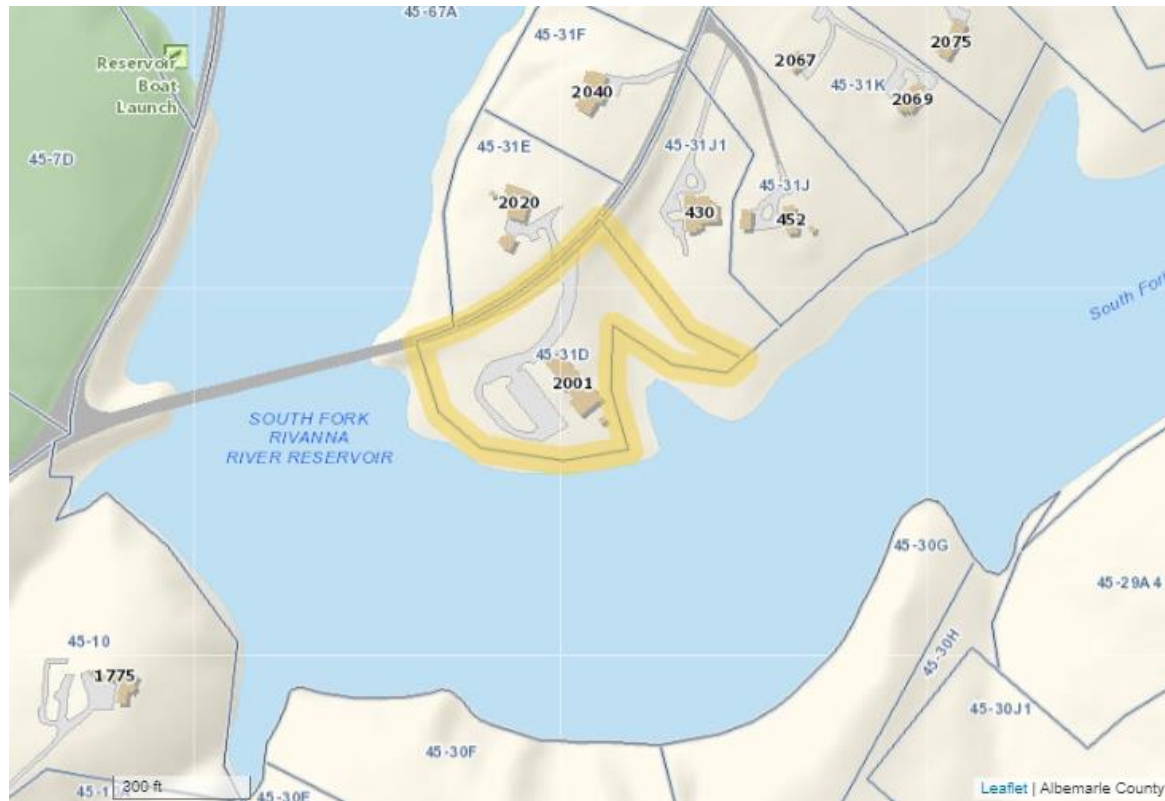 45-67A
45-31F
2075
Reservoir
Boat
Launch
2067
2040
45-31K
2069
45-7D
45-31E
45-31J1
45-31J
2020
430
452
South Fork
45-31D
2001
SOUTH FORK
RIVANNA
RIVER RESERVOIR
45-30G
45-29A4
45-10
45-30H
1775
45-30J1
45-30F
300 ft
Leaflet | Albemarle County